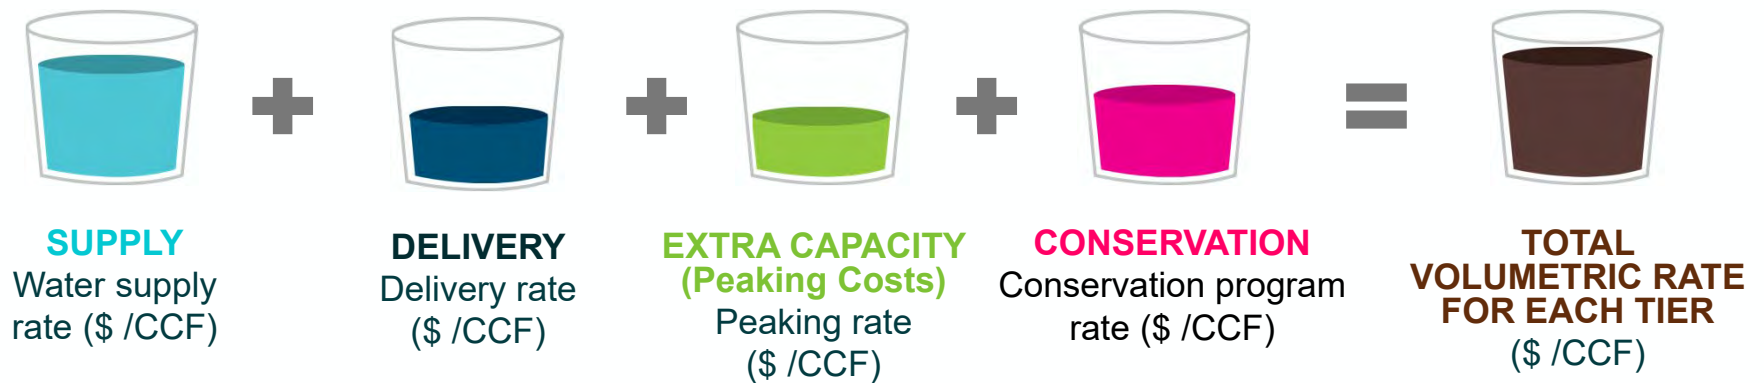 SUPPLY
Water supply
rate ($ /CCF)
DELIVERY
Delivery rate
($ /CCF)
EXTRA CAPACITY
(Peaking Costs)
Peaking rate
($ /CCF)
CONSERVATION
Conservation program
rate ($ /CCF)
TOTAL
VOLUMETRIC RATE
FOR EACH TIER
($ /CCF)